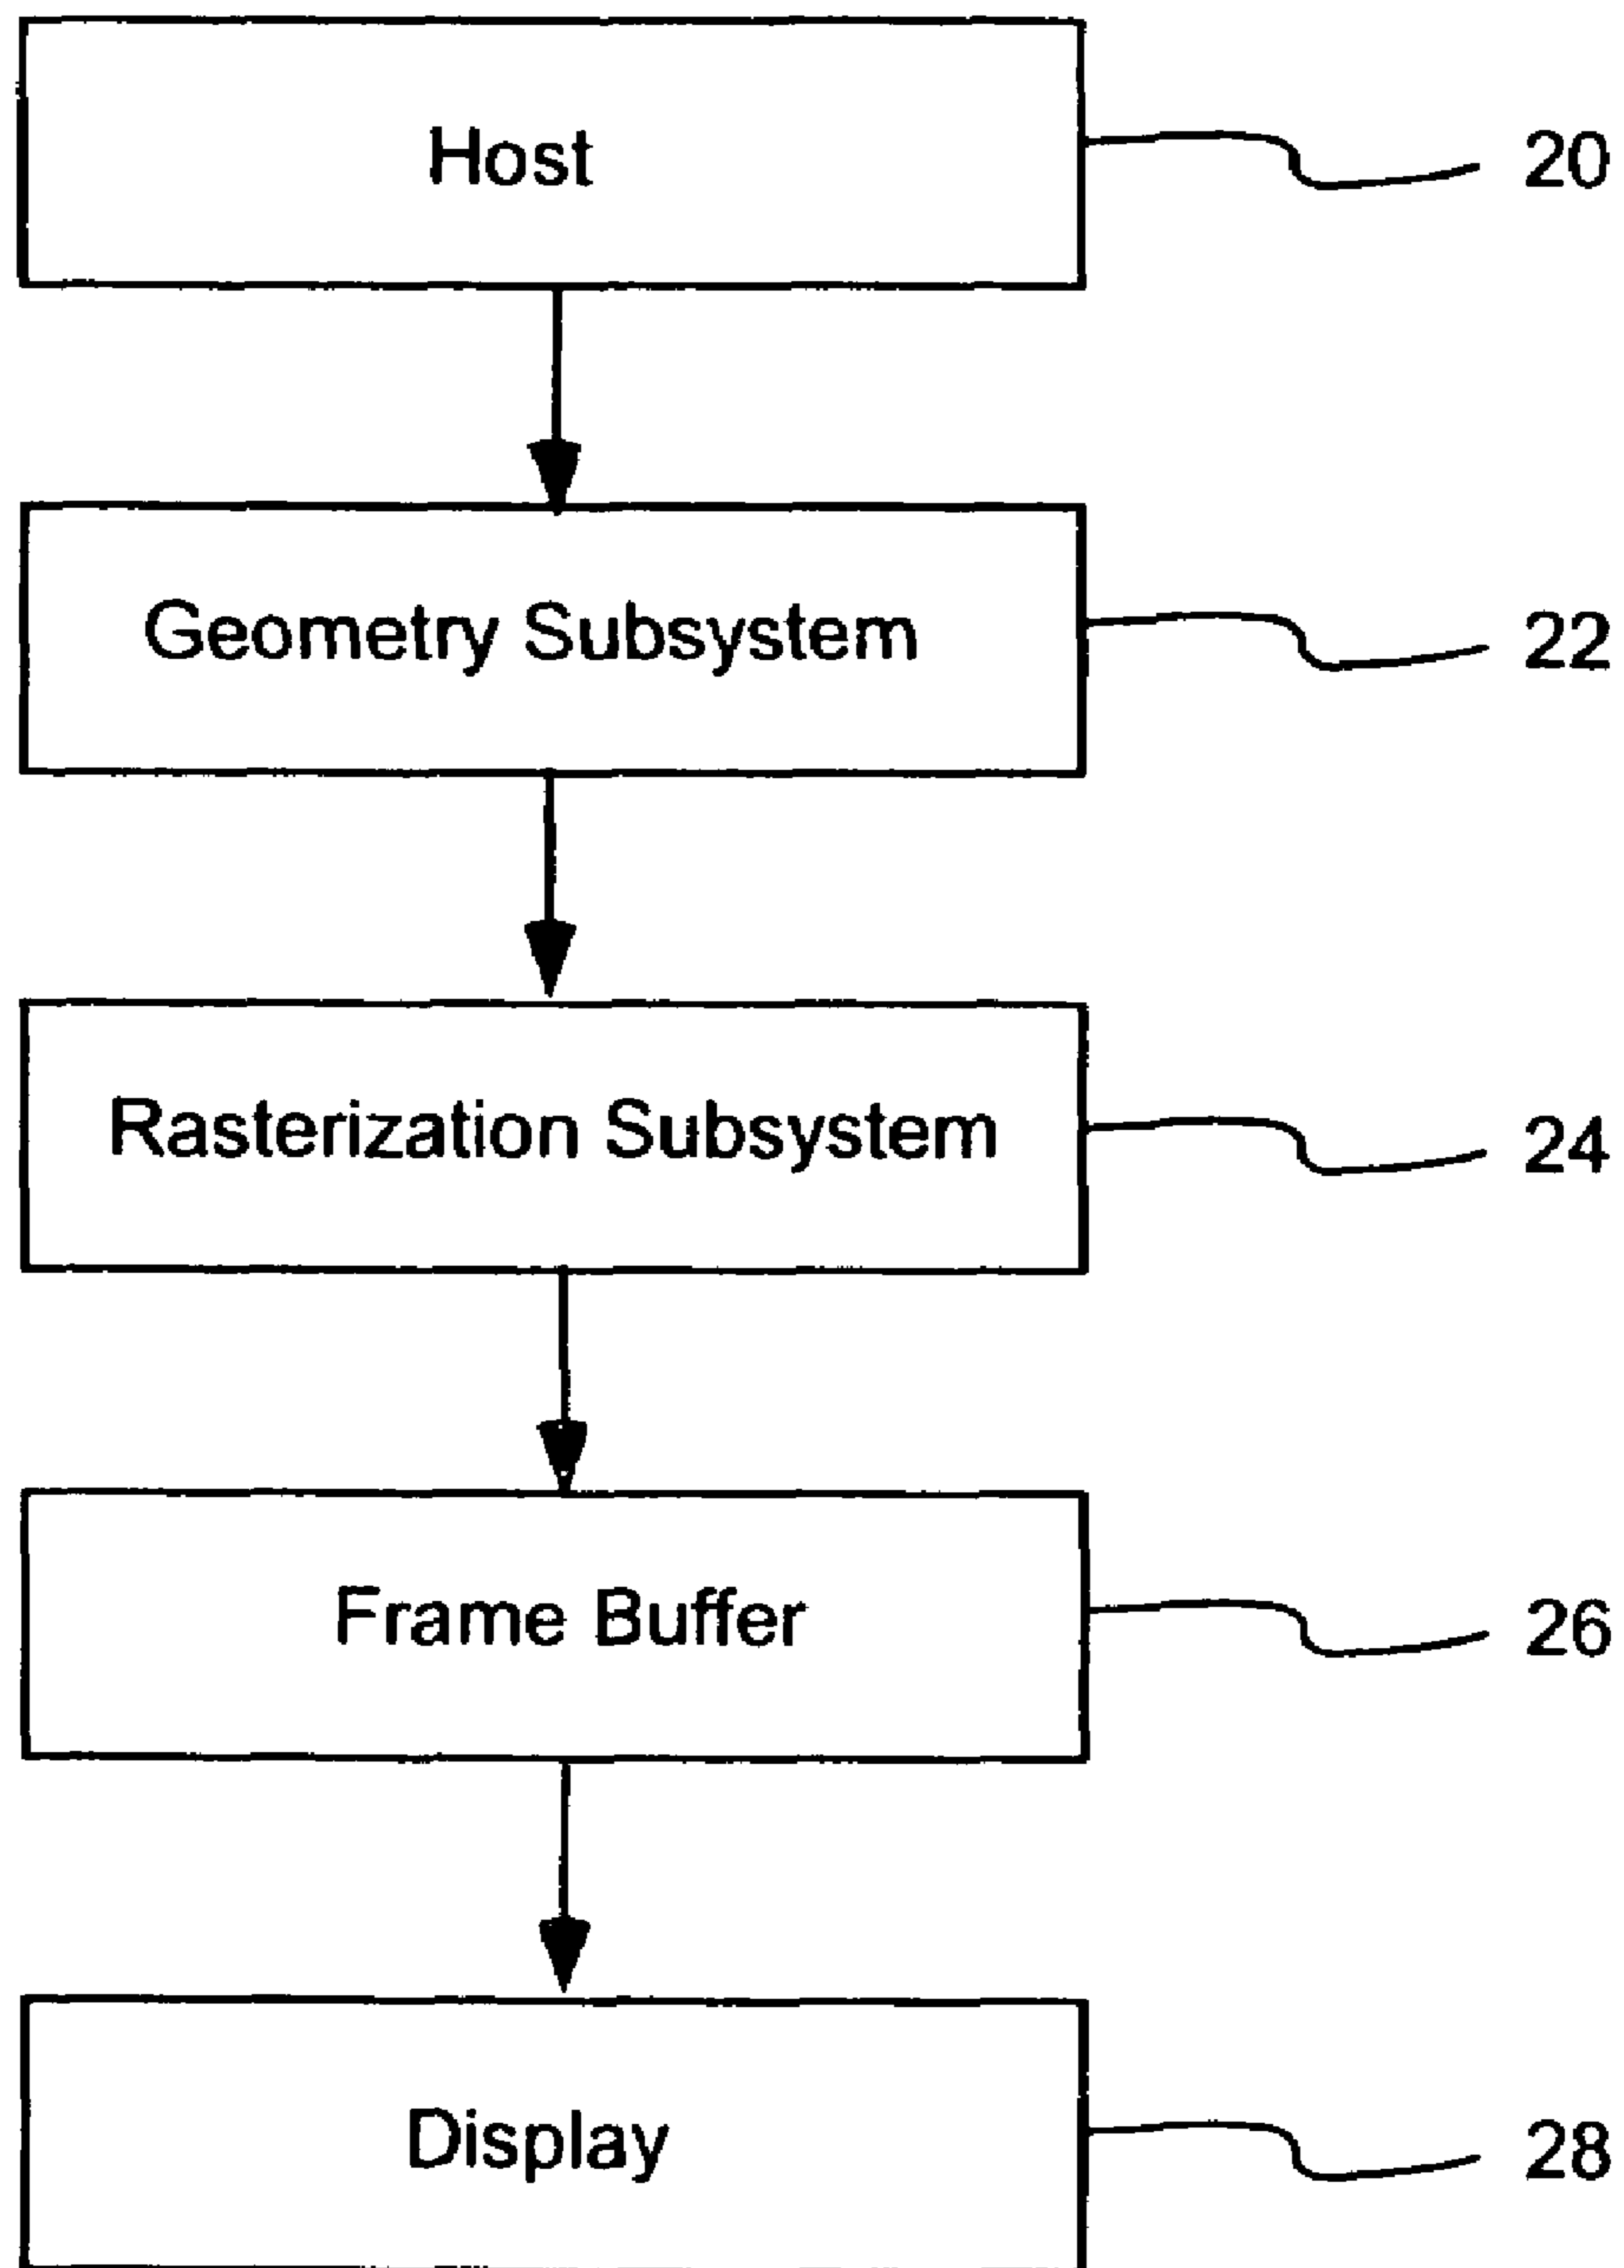 Host
20
Geometry Subsystem
22
Rasterization Subsystem
24
Frame Buffer
26
Display
28